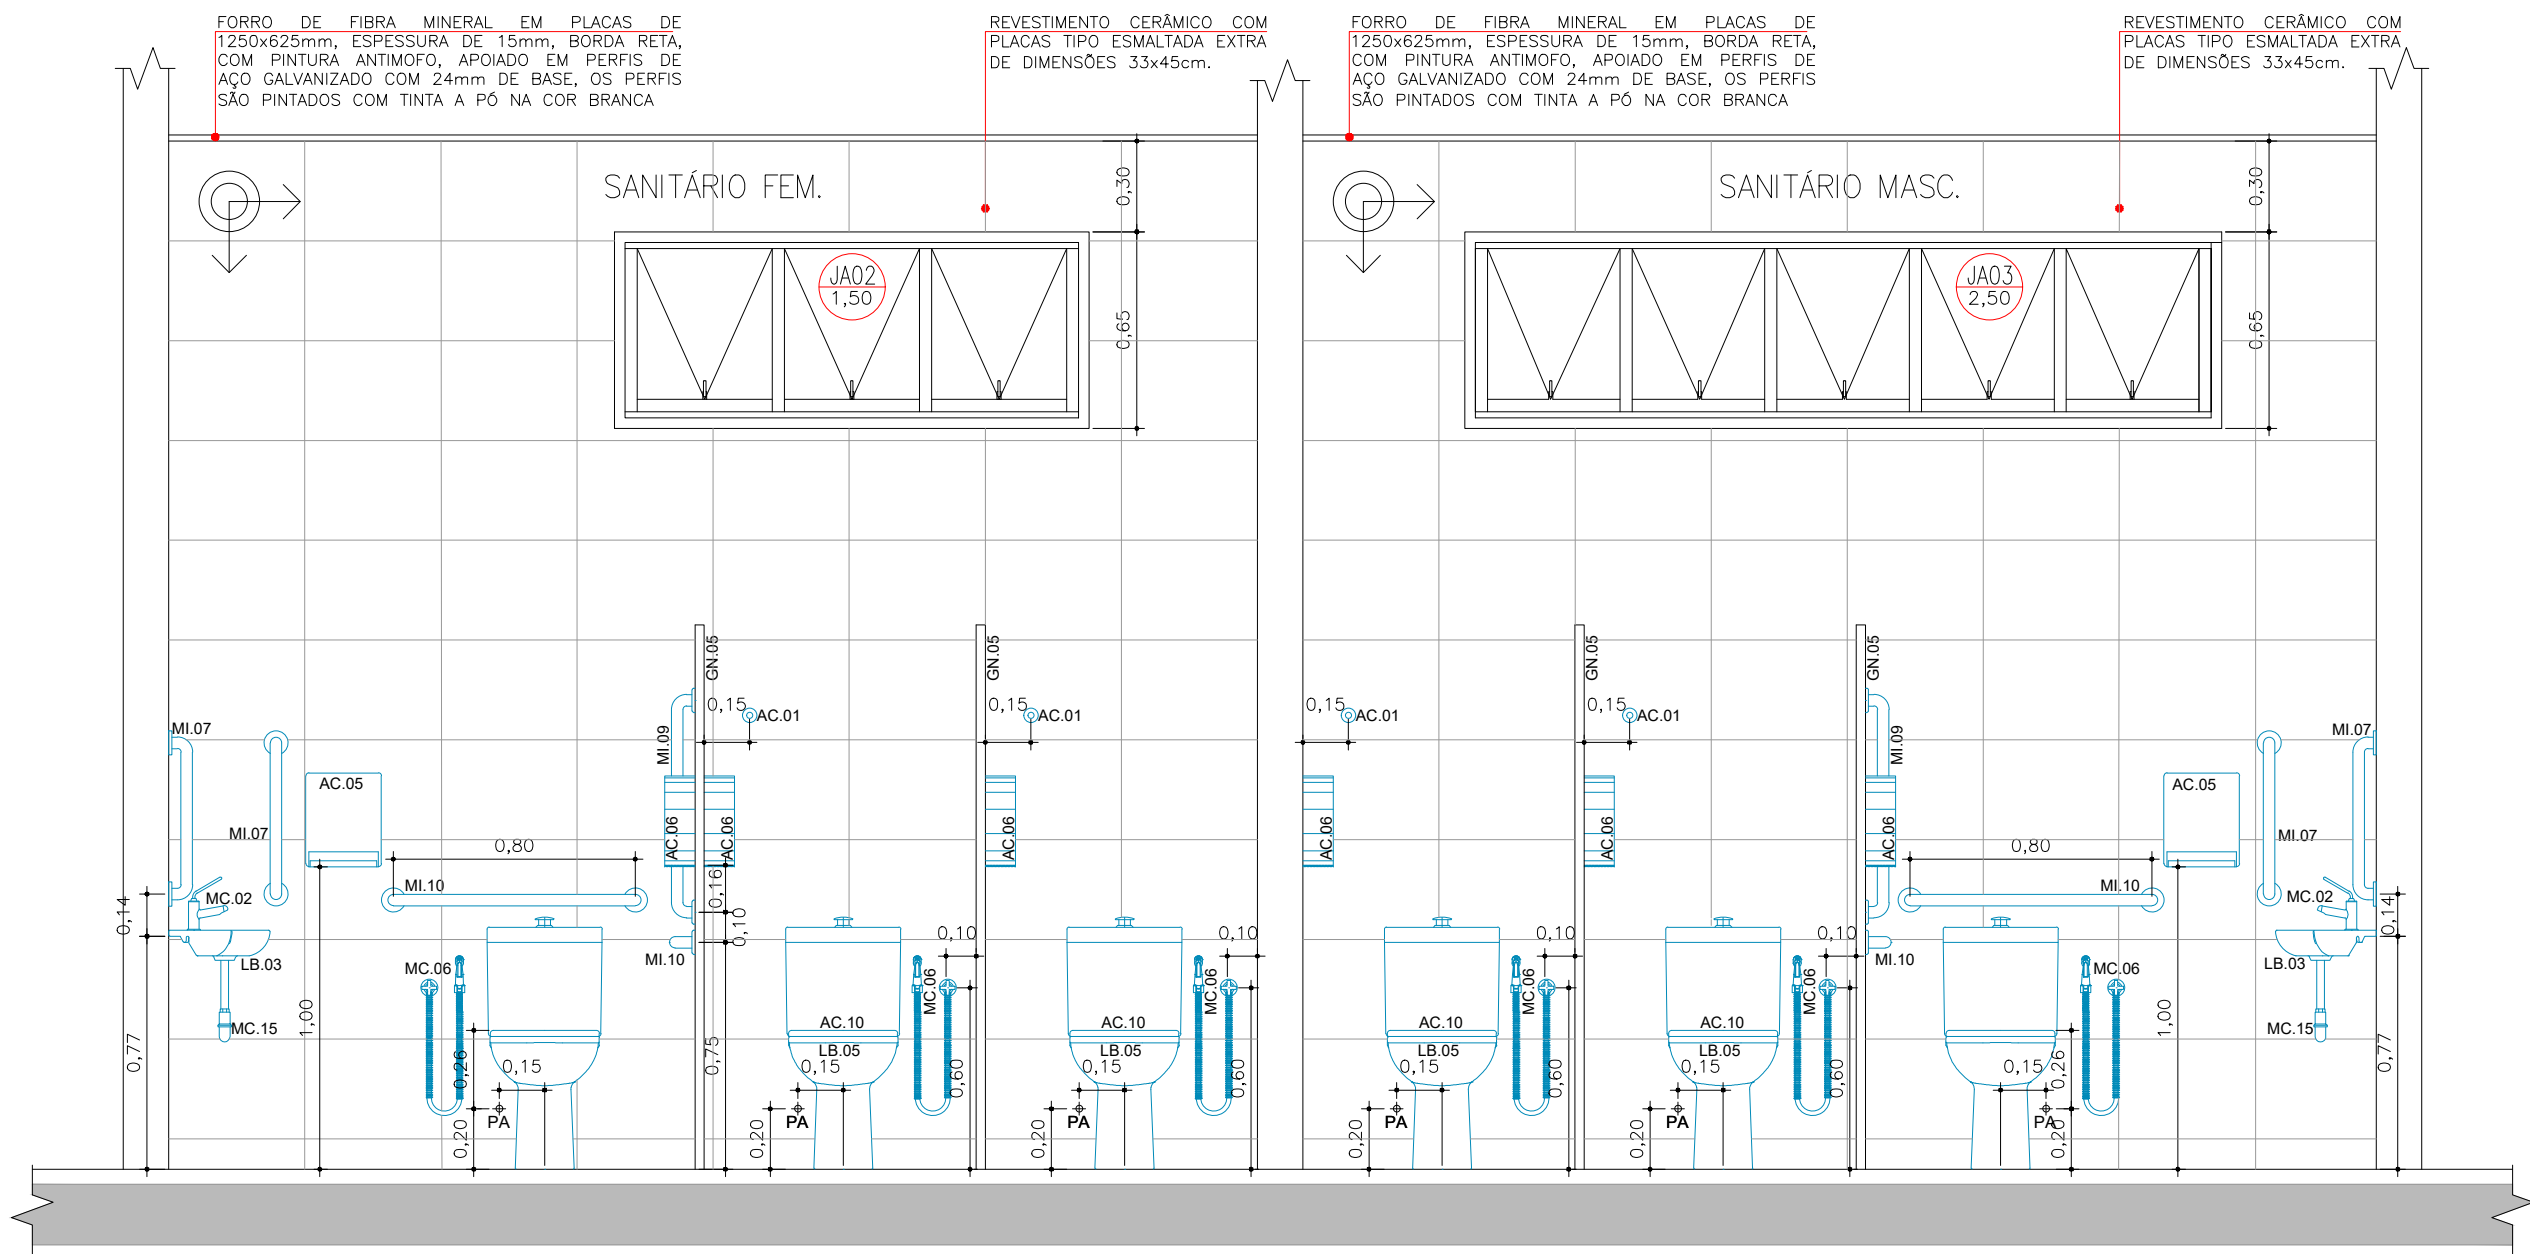 FORRO DE FIBRA MINERAL EM PLACAS DE
1250x625mm, ESPESSURA DE 15mm, BORDA RETA,
COM PINTURA ANTIMOFO, APOIADO EM PERFIS DE
AÇO GALVANIZADO COM 24mm DE BASE, OS PERFIS
SÃO PINTADOS COM TINTA A PÓ NA COR BRANCA
REVESTIMENTO CERÂMICO COM
PLACAS TIPO ESMALTADA EXTRA
DE DIMENSÕES 33x45cm.
FORRO DE FIBRA MINERAL EM PLACAS DE
1250x625mm, ESPESSURA DE 15mm, BORDA RETA,
COM PINTURA ANTIMOFO, APOIADO EM PERFIS DE
AÇO GALVANIZADO COM 24mm DE BASE, OS PERFIS
SÃO PINTADOS COM TINTA A PÓ NA COR BRANCA
REVESTIMENTO CERÂMICO COM
PLACAS TIPO ESMALTADA EXTRA
DE DIMENSÕES 33x45cm.
SANITÁRIO FEM.
0,30
SANITÁRIO MASC.
0,30
JA02
1,50
0,65
JA03
2,50
0,65
GN.05
GN.05
GN.05
GN.05
MI.07
MI.09
0,15
AC.01
0,15
AC.01
0,15
AC.01
0,15
AC.01
MI.09
MI.07
AC.05
MI.07
AC.06
AC.06
AC.06
AC.06
AC.06
AC.06
AC.05
MI.07
0,80
0,80
MI.10
MI.10
MC.02
MC.02
0,14
0,16
0,10
0,10
0,10
0,10
0,10
0,14
LB.03
MC.06
MI.10
MC.06
MC.06
MC.06
MC.06
MI.10
MC.06
LB.03
MC.15
1,00
AC.10
AC.10
AC.10
AC.10
1,00
MC.15
0,77
0,26
0,15
0,75
LB.05
0,15
0,60
LB.05
0,15
0,60
LB.05
0,15
0,60
LB.05
0,15
0,60
0,15
0,26
0,77
PA
PA
PA
PA
PA
PA
0,20
0,20
0,20
0,20
0,20
0,20